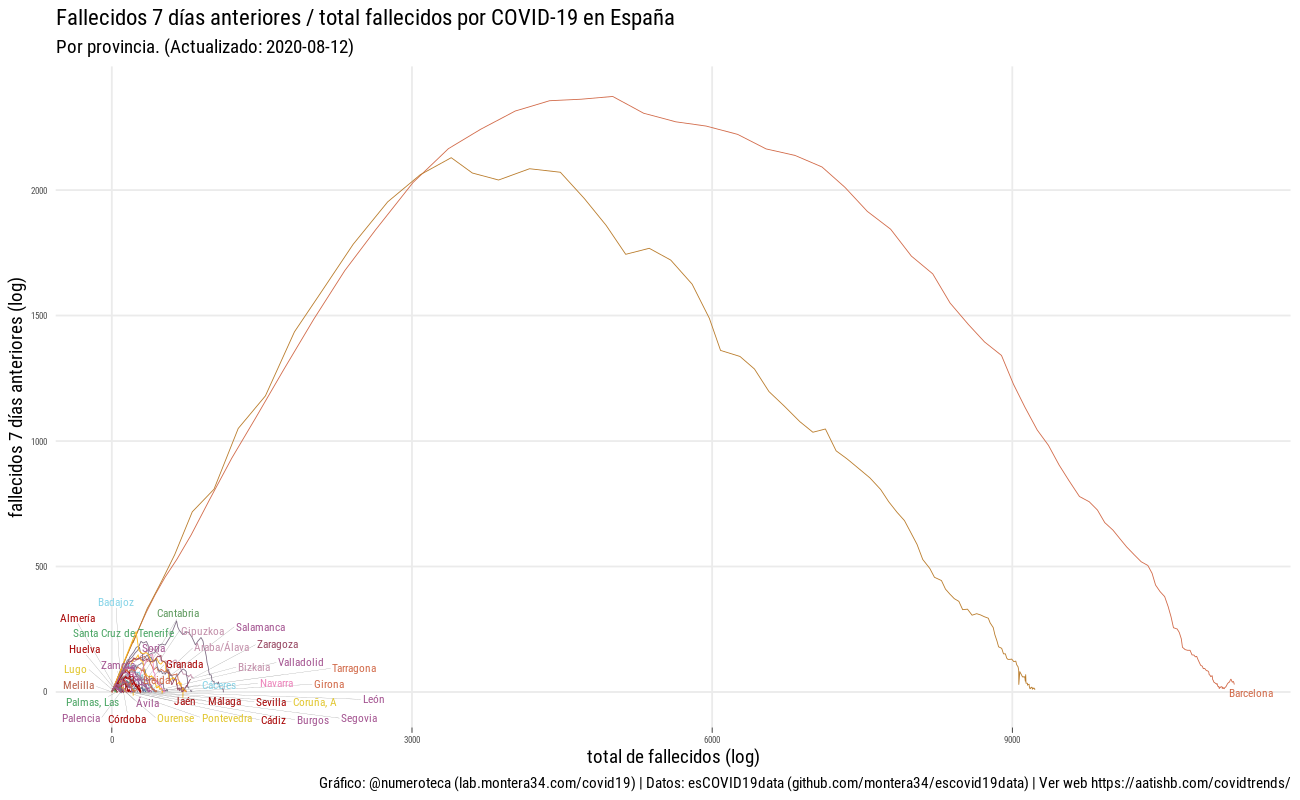 Fallecidos 7 días anteriores / total fallecidos por COVID-19 en España
Por provincia. (Actualizado: 2020-08-12)
fallecidos 7 días anteriores (log)
2000
1500
1000
500
0
Badajoz
Almería
Cantabria
Santa Cruz de Tenerife
Gipuzkoa
Salamanca
Huelva
Soria
Araba/Álava
Zaragoza
Lugo
Granada
Bizkaia
Valladolid
Tarragona
Melilla
Cáceres
Navarra
Girona
Palmas, Las
Ávila
Jaén
Málaga
Sevilla
Coruña, A
León
Palencia
Córdoba
Ourense
Pontevedra
Cádiz
Burgos
Segovia
Barcelona
0
3000
6000
9000
total de fallecidos (log)
Gráfico: @numeroteca (lab.montera34.com/covid19) | Datos: esCOVID19data (github.com/montera34/escovid19data) | Ver web https://aatishb.com/covidtrends/